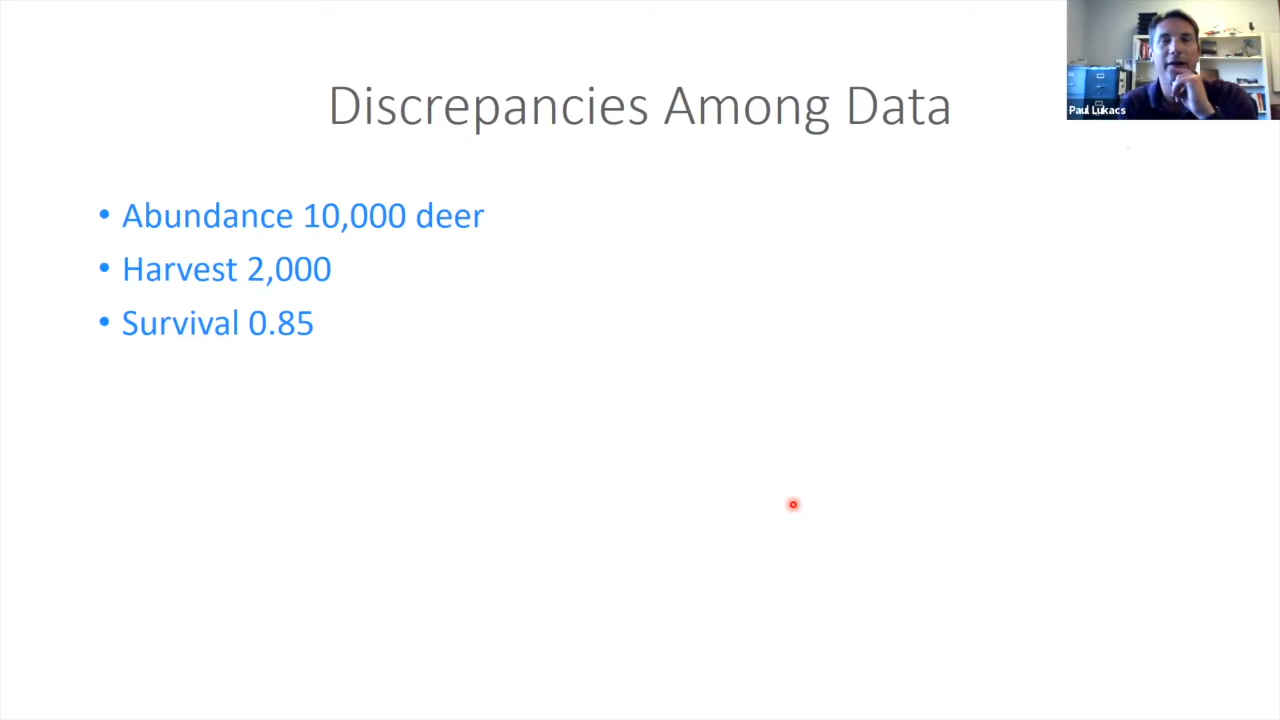 Discrepancies Among Data
Paul Lukacs
• Abundance 10,000 deer
• Harvest 2,000
• Survival 0.85